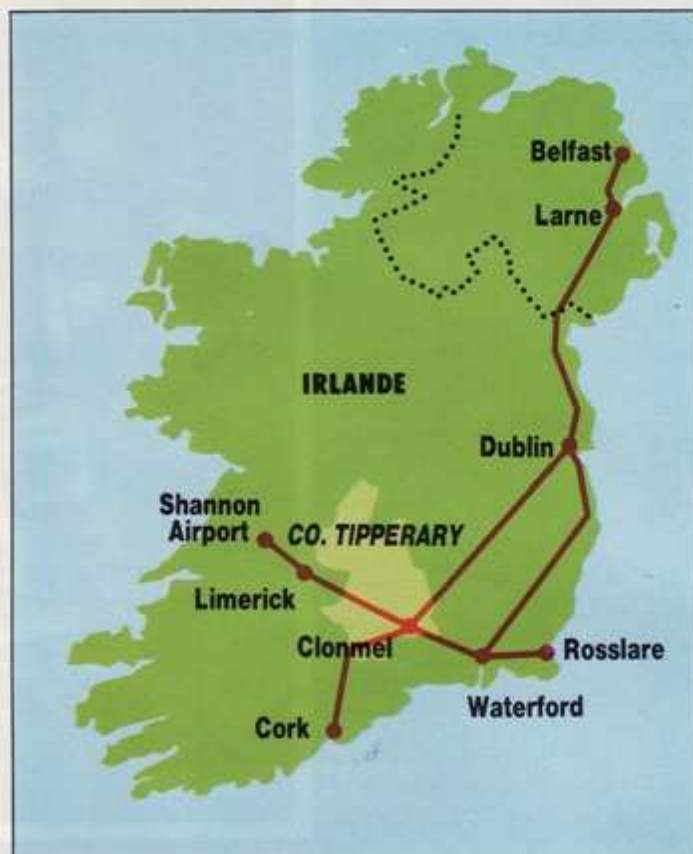 Belfast
Larne
IRLANDE
Dublin
Shannon
Airport
CO. TIPPERARY
Limerick
Clonmel
Rosslare
Waterford
Cork